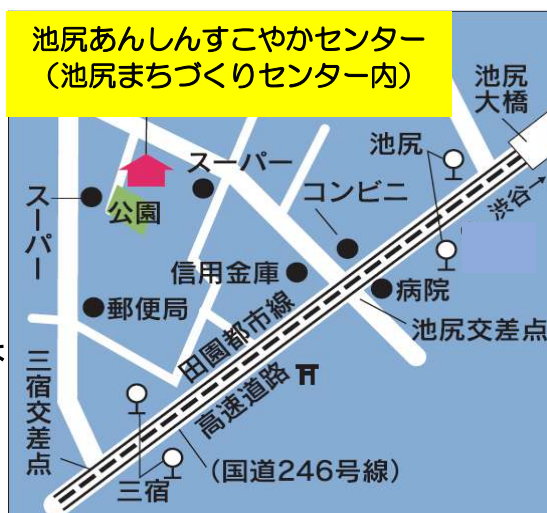 池尻あんしんすこやかセンター
（池尻まちづくりセンター内）
池尻
大橋
池尻
スーパー
コンビニ
渋谷
スーパー
公園
信用金庫
病院
郵便局
池尻交差点
田園都市線
高速道路
三宿交差点
（国道246号線）
三宿